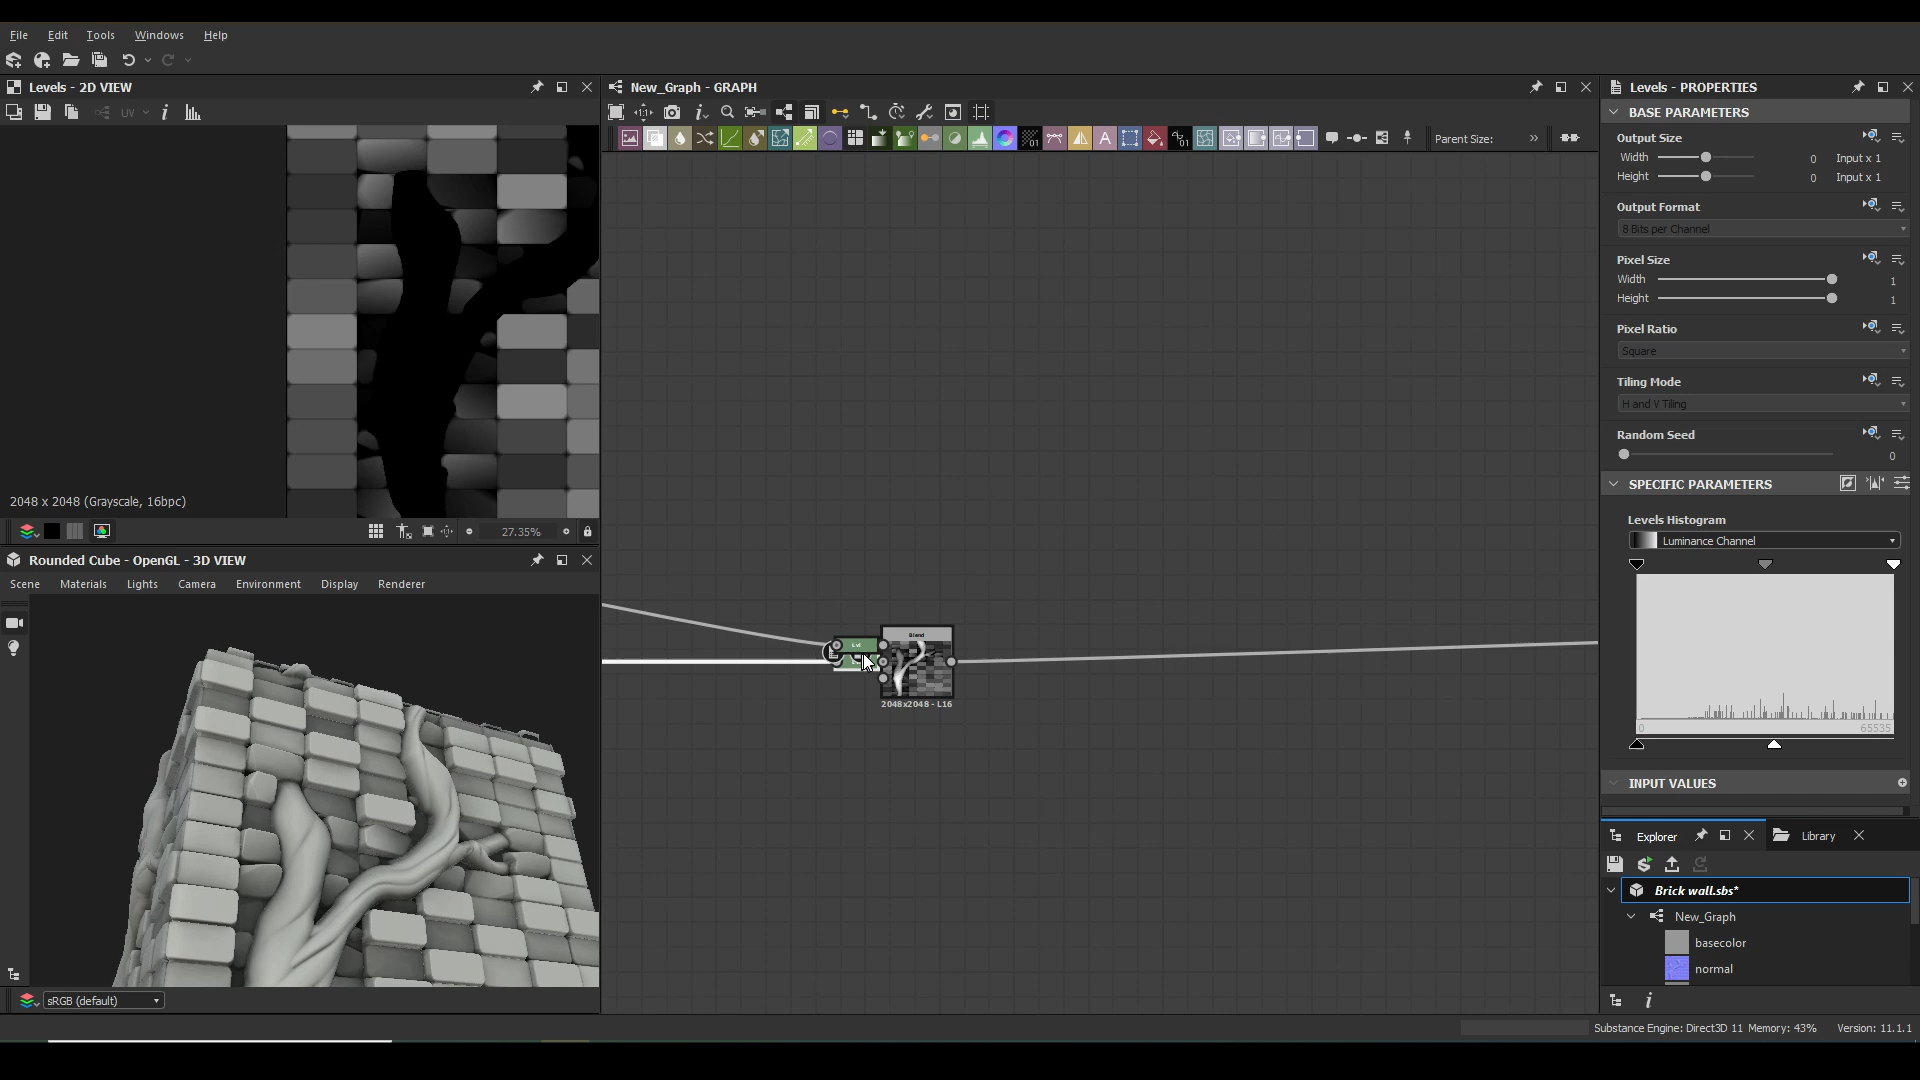 File Edit Tools Windows Help
Levels - 2D VIEW
UV
2048 x 2048 (Grayscale, 16bpc)
27.35%
Rounded Cube - OpenGL - 3D VIEW
Scene Materials Lights Camera Environment Display Renderer
sRGB (default)
New_Graph - GRAPH
Parent Size:
Lvl
Blend
2048x2048 - L16
Levels - PROPERTIES
BASE PARAMETERS
Output Size
Width 0 Input x 1
Height 0 Input x 1
Output Format
8 Bits per Channel
Pixel Size
Width 1
Height 1
Pixel Ratio
Square
Tiling Mode
H and V Tiling
Random Seed
0
SPECIFIC PARAMETERS
Levels Histogram
Luminance Channel
0 65535
INPUT VALUES
Explorer Library
Brick wall.sbs*
New_Graph
basecolor
normal
Substance Engine: Direct3D 11 Memory: 43% Version: 11.1.1